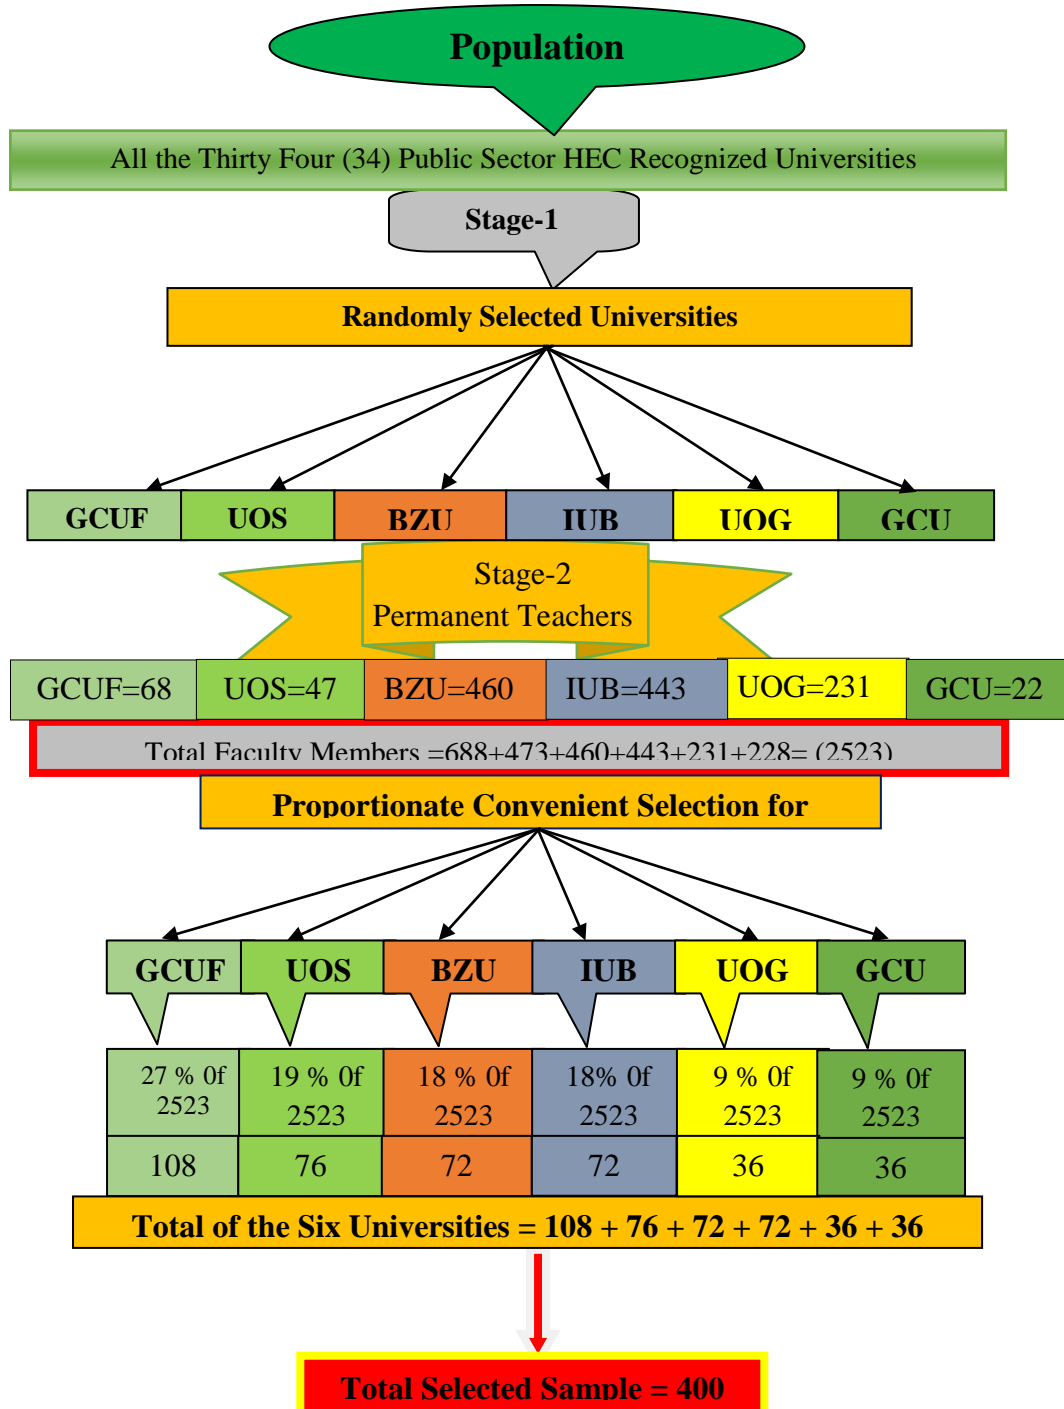 Population
All the Thirty Four (34) Public Sector HEC Recognized Universities
Stage-1
Randomly Selected Universities
GCUF UOS BZU IUB UOG GCU
Stage-2
Permanent Teachers
GCUF=68 UOS=47 BZU=460 IUB=443 UOG=231 GCU=22
Total Faculty Members =688+473+460+443+231+228= (2523)
Proportionate Convenient Selection for
GCUF UOS BZU IUB UOG GCU
27 % 0f 2523
19 % 0f 2523
18 % 0f 2523
18% 0f 2523
9 % 0f 2523
9 % 0f 2523
108 76 72 72 36 36
Total of the Six Universities = 108 + 76 + 72 + 72 + 36 + 36
Total Selected Sample = 400